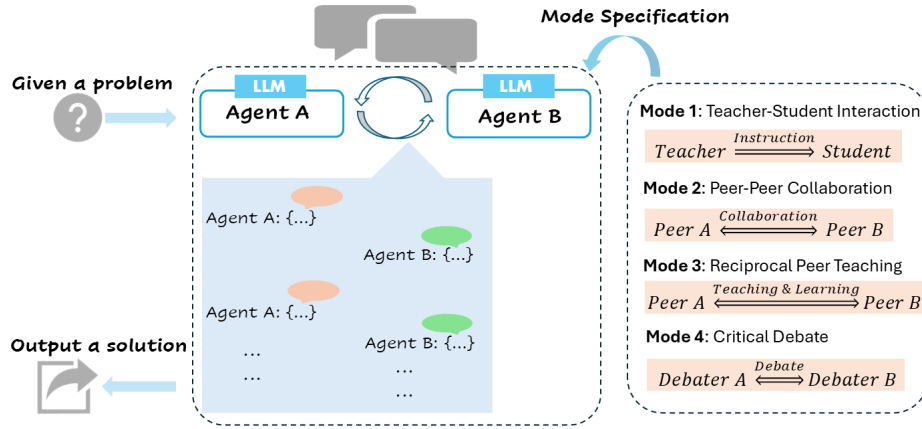 Mode Specification
Given a problem
LLM
Agent A
LLM
Agent B
Agent A: {...}
Agent B: {...}
Agent A: {...}
Agent B: {...}
...
...
...
...
Output a solution
Mode 1: Teacher-Student Interaction
Instruction
Teacher ⟹ Student
Mode 2: Peer-Peer Collaboration
Collaboration
Peer A ⟺ Peer B
Mode 3: Reciprocal Peer Teaching
Teaching & Learning
Peer A ⟺ Peer B
Mode 4: Critical Debate
Debate
Debater A ⟺ Debater B